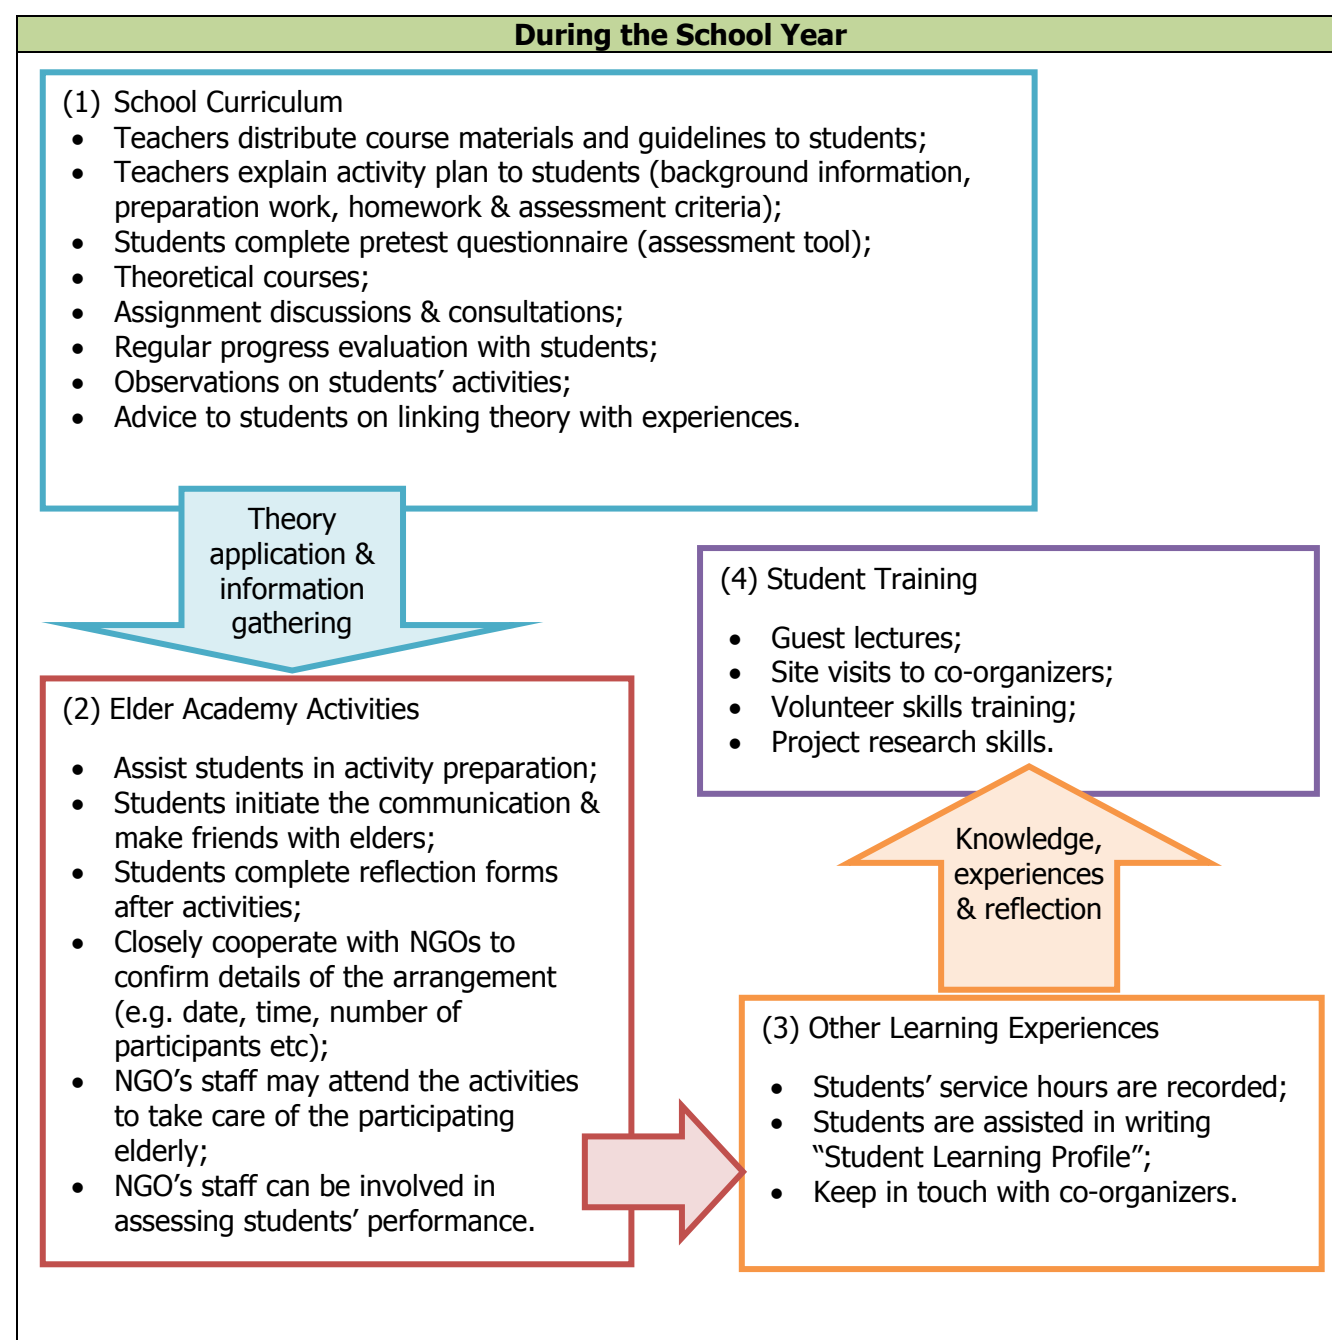 During the School Year
(1) School Curriculum
• Teachers distribute course materials and guidelines to students;
• Teachers explain activity plan to students (background information,
preparation work, homework & assessment criteria);
• Students complete pretest questionnaire (assessment tool);
• Theoretical courses;
• Assignment discussions & consultations;
• Regular progress evaluation with students;
• Observations on students’ activities;
• Advice to students on linking theory with experiences.
Theory
application &
information
gathering
(2) Elder Academy Activities
• Assist students in activity preparation;
• Students initiate the communication &
make friends with elders;
• Students complete reflection forms
after activities;
• Closely cooperate with NGOs to
confirm details of the arrangement
(e.g. date, time, number of
participants etc);
• NGO’s staff may attend the activities
to take care of the participating
elderly;
• NGO’s staff can be involved in
assessing students’ performance.
(3) Other Learning Experiences
• Students’ service hours are recorded;
• Students are assisted in writing
“Student Learning Profile”;
• Keep in touch with co-organizers.
Knowledge,
experiences
& reflection
(4) Student Training
• Guest lectures;
• Site visits to co-organizers;
• Volunteer skills training;
• Project research skills.